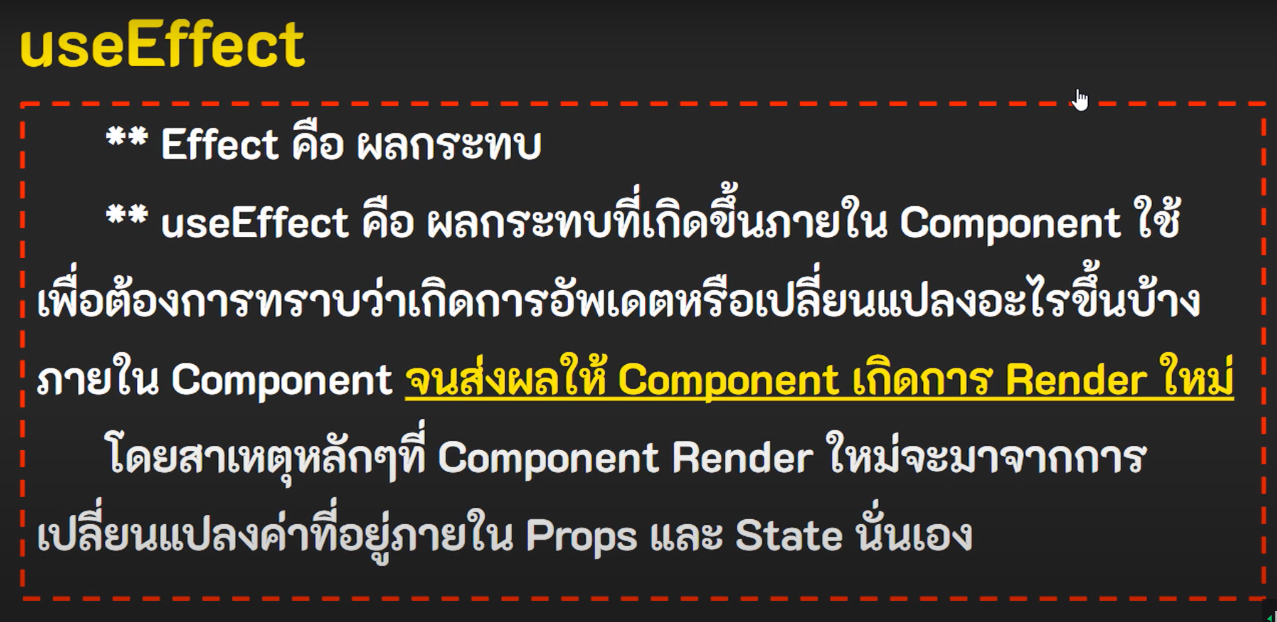 useEffect
** Effect คือ ผลกระทบ
** useEffect คือ ผลกระทบที่เกิดขึ้นภายใน Component ใช้
เพื่อต้องการทราบว่าเกิดการอัพเดตหรือเปลี่ยนแปลงอะไรขึ้นบ้าง
ภายใน Component จนส่งผลให้ Component เกิดการ Render ใหม่
โดยสาเหตุหลักๆที่ Component Render ใหม่จะมาจากการ
เปลี่ยนแปลงค่าที่อยู่ภายใน Props และ State นั่นเอง